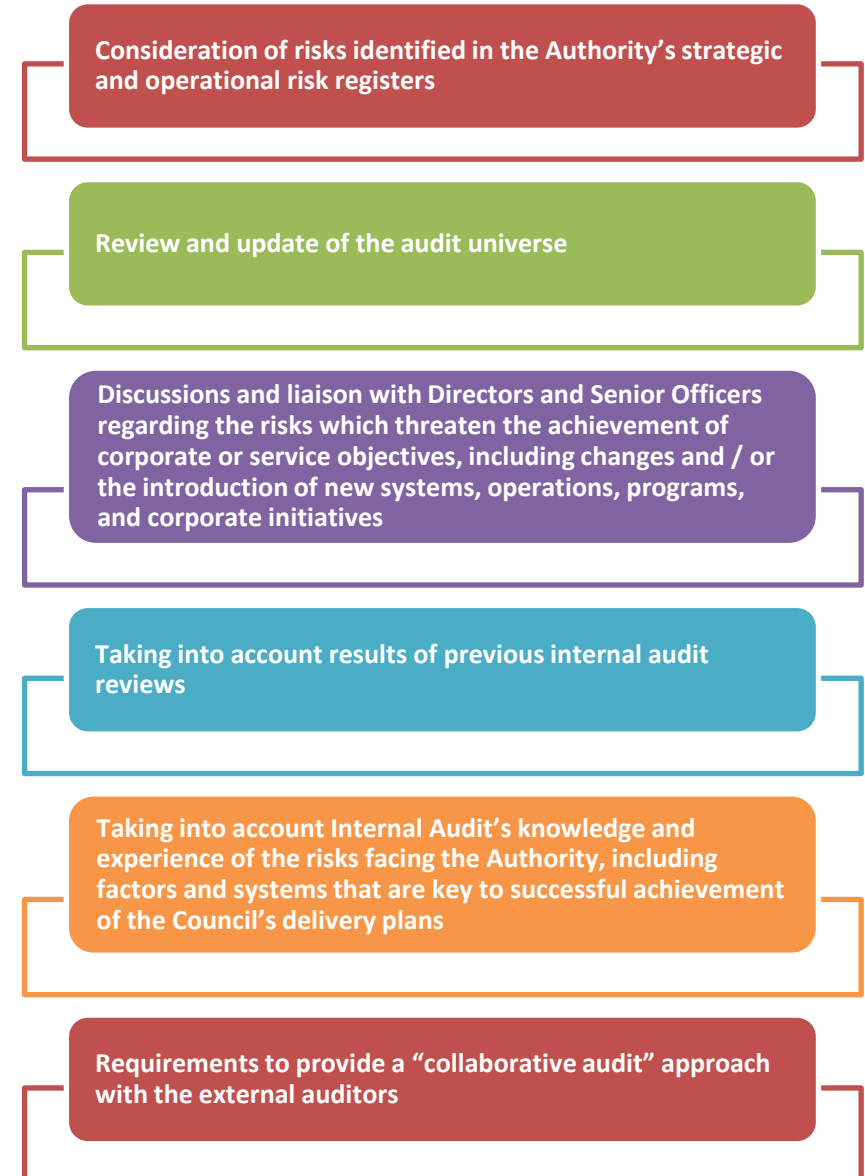 Consideration of risks identified in the Authority’s strategic
and operational risk registers
Review and update of the audit universe
Discussions and liaison with Directors and Senior Officers
regarding the risks which threaten the achievement of
corporate or service objectives, including changes and / or
the introduction of new systems, operations, programs,
and corporate initiatives
Taking into account results of previous internal audit
reviews
Taking into account Internal Audit’s knowledge and
experience of the risks facing the Authority, including
factors and systems that are key to successful achievement
of the Council’s delivery plans
Requirements to provide a “collaborative audit” approach
with the external auditors